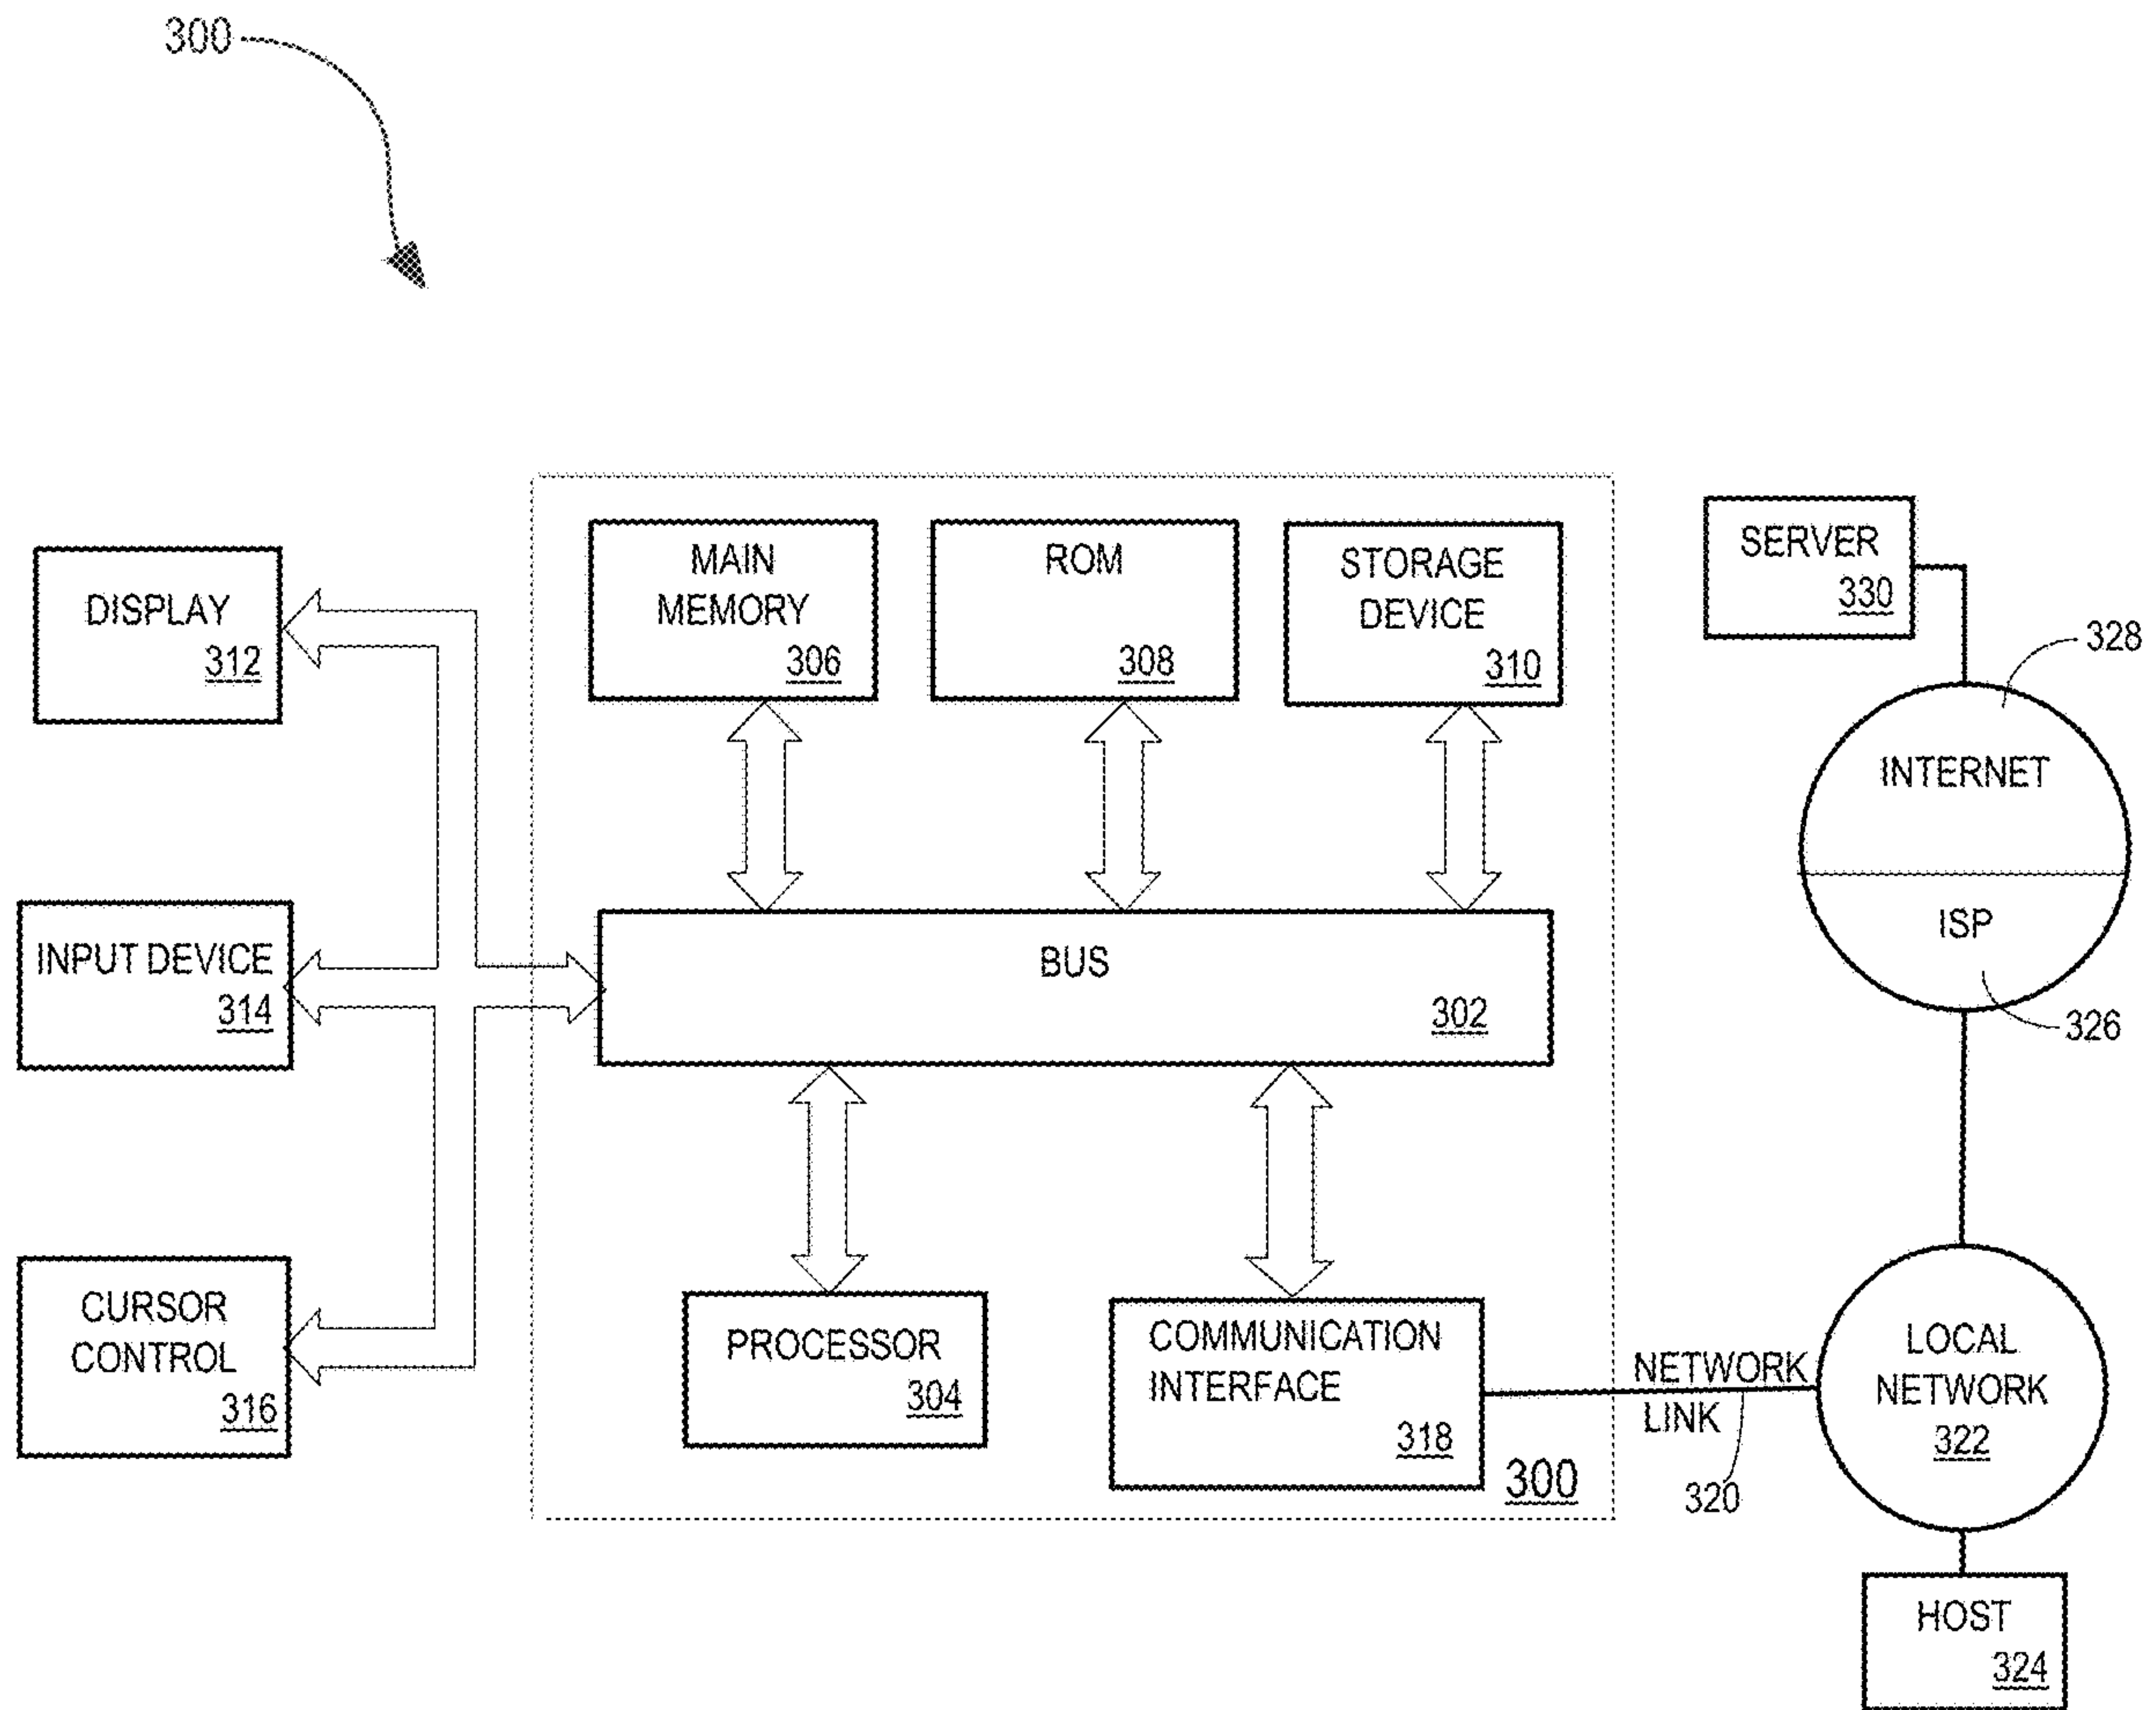 300
DISPLAY
312
INPUT DEVICE
314
CURSOR
CONTROL
316
MAIN
MEMORY
306
ROM
308
STORAGE
DEVICE
310
BUS
302
PROCESSOR
304
COMMUNICATION
INTERFACE
318
300
SERVER
330
328
INTERNET
ISP
326
NETWORK
LINK
320
LOCAL
NETWORK
322
HOST
324